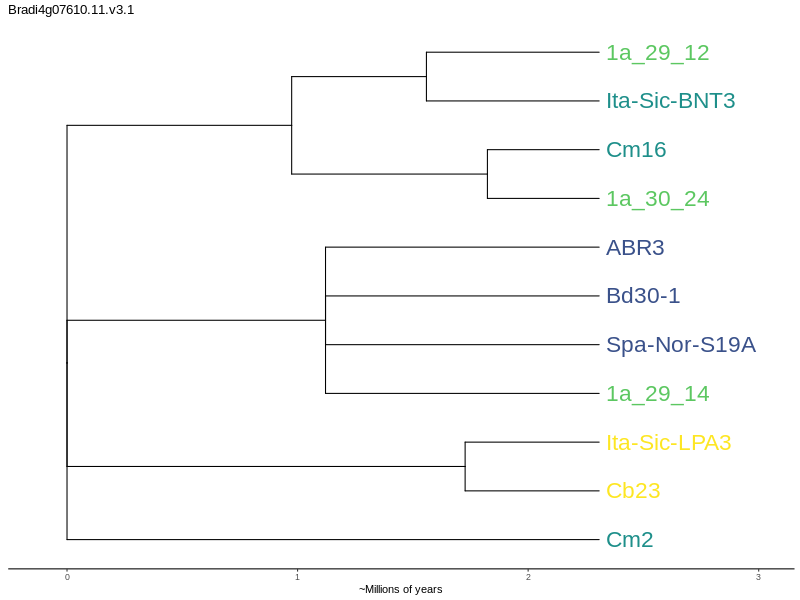 Bradi4g07610.11.v3.1
1a_29_12
Ita-Sic-BNT3
Cm16
1a_30_24
ABR3
Bd30-1
Spa-Nor-S19A
1a_29_14
Ita-Sic-LPA3
Cb23
Cm2
0 1 2 3
~Millions of years